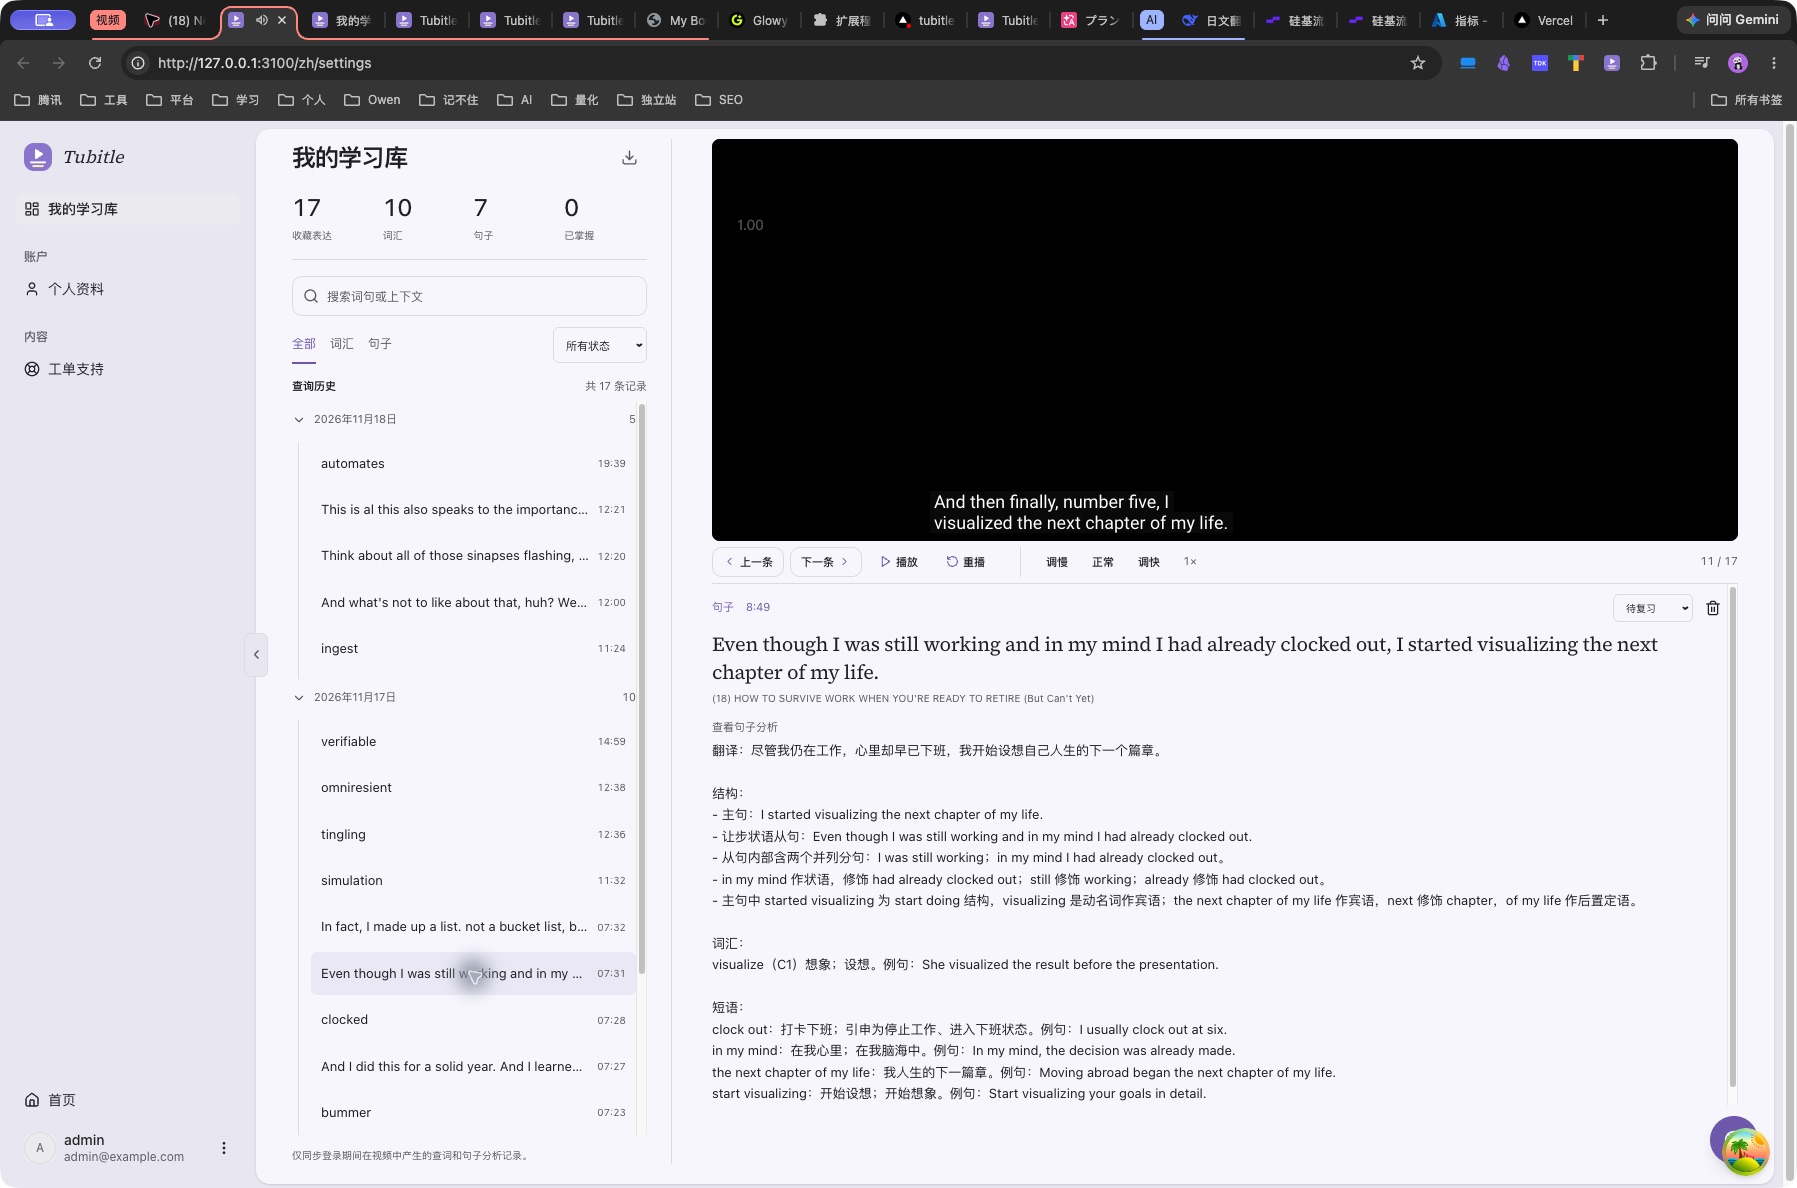 视频
(18) N
我的学
Tubitle
Tubitle
Tubitle
My Bo
Glowy
扩展程
tubitle
Tubitle
プラン
AI
日文翻
硅基流
硅基流
指标 -
Vercel
问问 Gemini
http://127.0.0.1:3100/zh/settings
腾讯
工具
平台
学习
个人
Owen
记不住
AI
量化
独立站
SEO
所有书签
Tubitle
我的学习库
账户
个人资料
内容
工单支持
首页
A
admin
admin@example.com
我的学习库
17 10 7 0
收藏表达 词汇 句子 已掌握
搜索词句或上下文
全部 词汇 句子 所有状态
查询历史 共 17 条记录
2026年11月18日 5
automates 19:39
This is al this also speaks to the importanc... 12:21
Think about all of those sinapses flashing, ... 12:20
And what's not to like about that, huh? We... 12:00
ingest 11:24
2026年11月17日 10
verifiable 14:59
omniresient 12:38
tingling 12:36
simulation 11:32
In fact, I made up a list. not a bucket list, b... 07:32
Even though I was still working and in my ... 07:31
clocked 07:28
And I did this for a solid year. And I learne... 07:27
bummer 07:23
仅同步登录期间在视频中产生的查词和句子分析记录。
1.00
And then finally, number five, I
visualized the next chapter of my life.
上一条 下一条 播放 重播 调慢 正常 调快 1× 11 / 17
句子 8:49 待复习
Even though I was still working and in my mind I had already clocked out, I started visualizing the next
chapter of my life.
(18) HOW TO SURVIVE WORK WHEN YOU'RE READY TO RETIRE (But Can't Yet)
查看句子分析
翻译：尽管我仍在工作，心里却早已下班，我开始设想自己人生的下一个篇章。
结构：
- 主句：I started visualizing the next chapter of my life.
- 让步状语从句：Even though I was still working and in my mind I had already clocked out.
- 从句内部含两个并列分句：I was still working；in my mind I had already clocked out。
- in my mind 作状语，修饰 had already clocked out；still 修饰 working；already 修饰 had clocked out。
- 主句中 started visualizing 为 start doing 结构，visualizing 是动名词作宾语；the next chapter of my life 作宾语，next 修饰 chapter，of my life 作后置定语。
词汇：
visualize（C1）想象；设想。例句：She visualized the result before the presentation.
短语：
clock out：打卡下班；引申为停止工作、进入下班状态。例句：I usually clock out at six.
in my mind：在我心里；在我脑海中。例句：In my mind, the decision was already made.
the next chapter of my life：我人生的下一篇章。例句：Moving abroad began the next chapter of my life.
start visualizing：开始设想；开始想象。例句：Start visualizing your goals in detail.